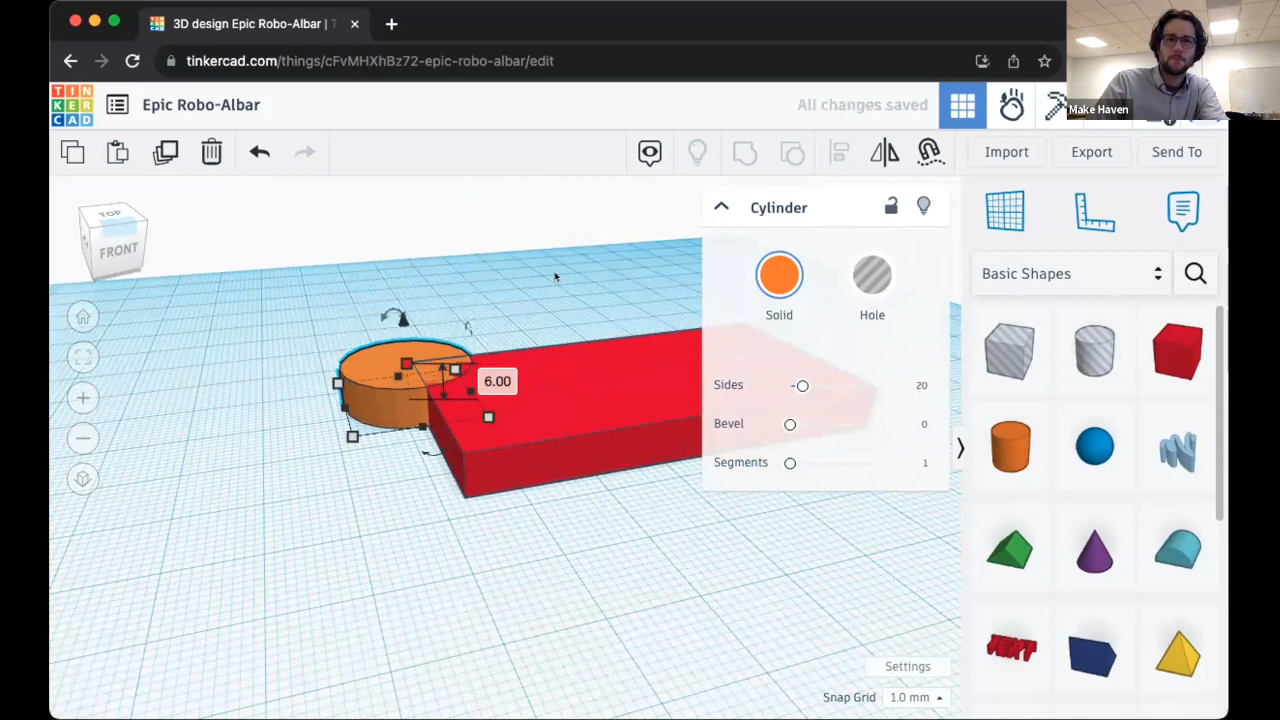 3D design Epic Robo-Albar | T
tinkercad.com/things/cFvMHXhBz72-epic-robo-albar/edit
Make Haven
TIN
KER
CAD
Epic Robo-Albar
All changes saved
Import
Export
Send To
TOP
FRONT
Cylinder
Solid
Hole
Sides
20
Bevel
0
Segments
1
6.00
Basic Shapes
TEXT
Settings
Snap Grid
1.0 mm